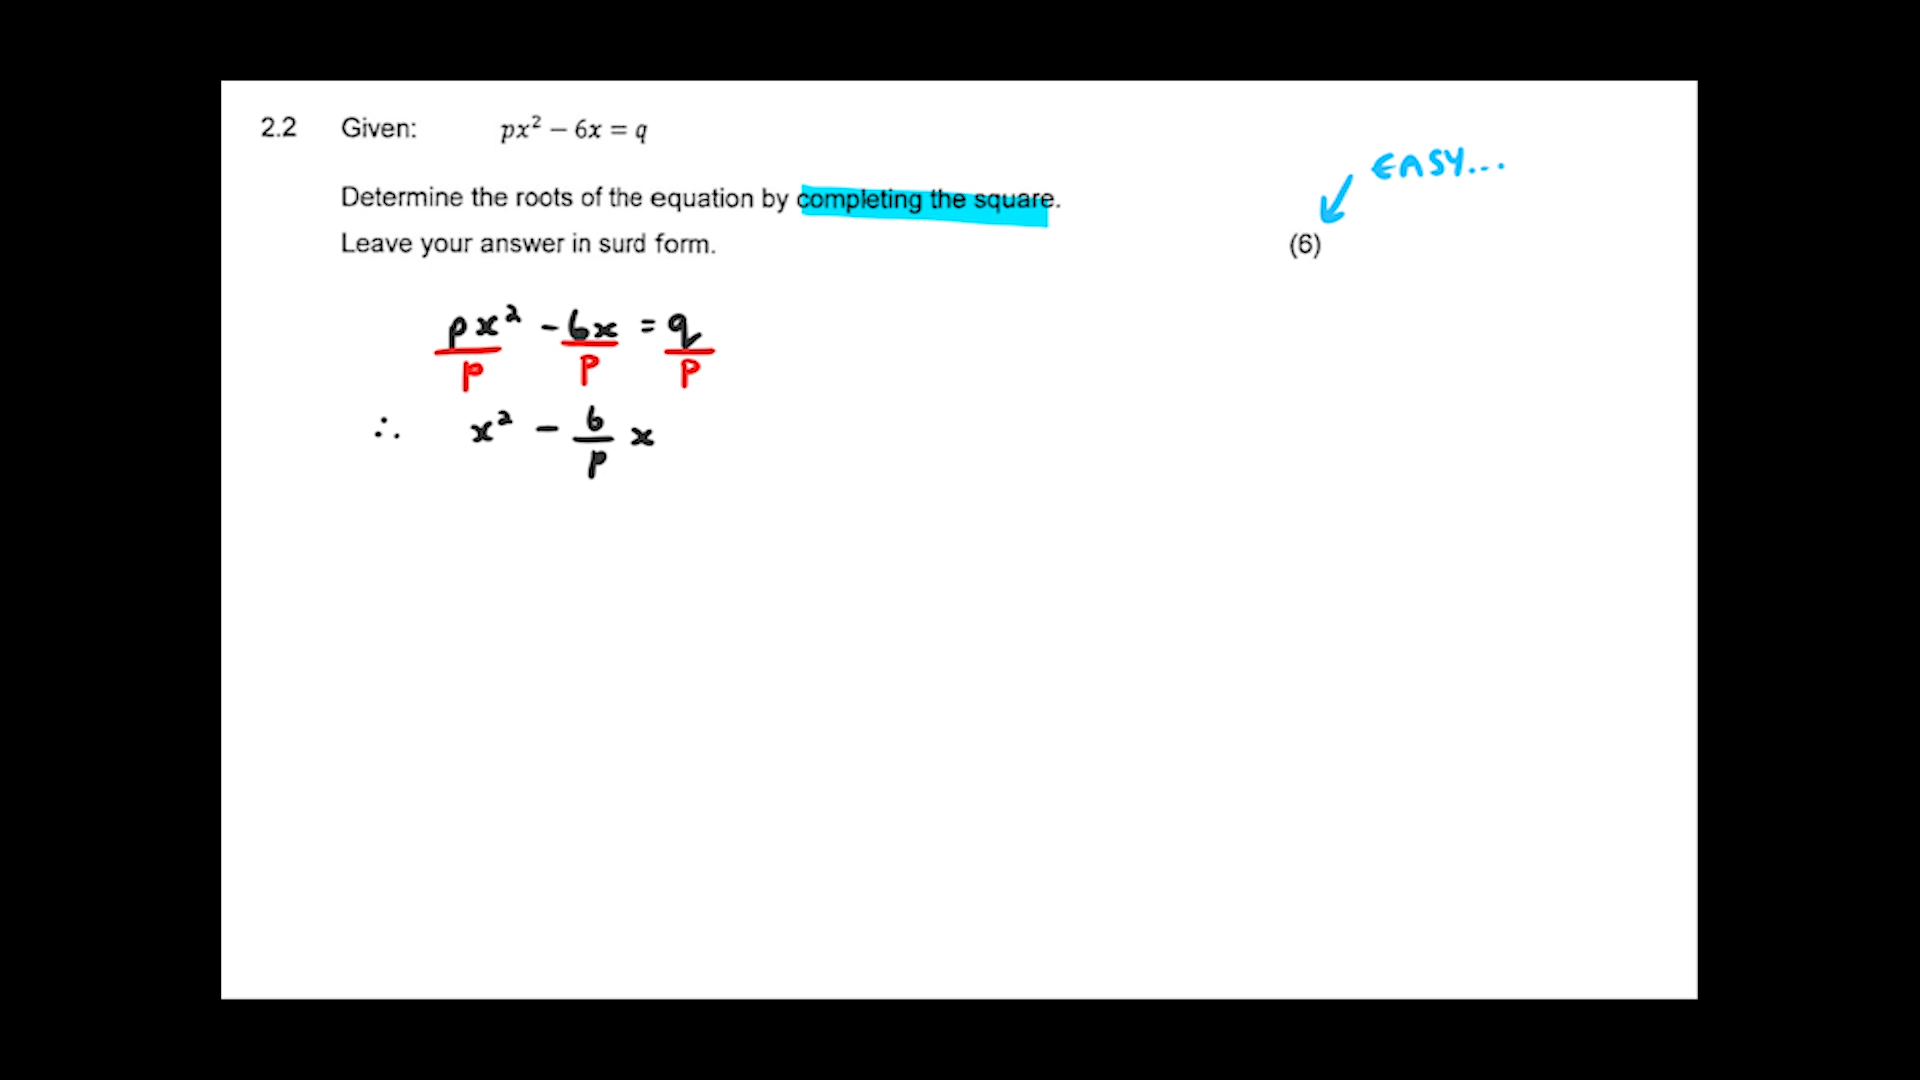 2.2 Given: px² – 6x = q
EASY...
Determine the roots of the equation by completing the square.
Leave your answer in surd form. (6)
px² - 6x = q
p p p
∴ x² - 6/p x